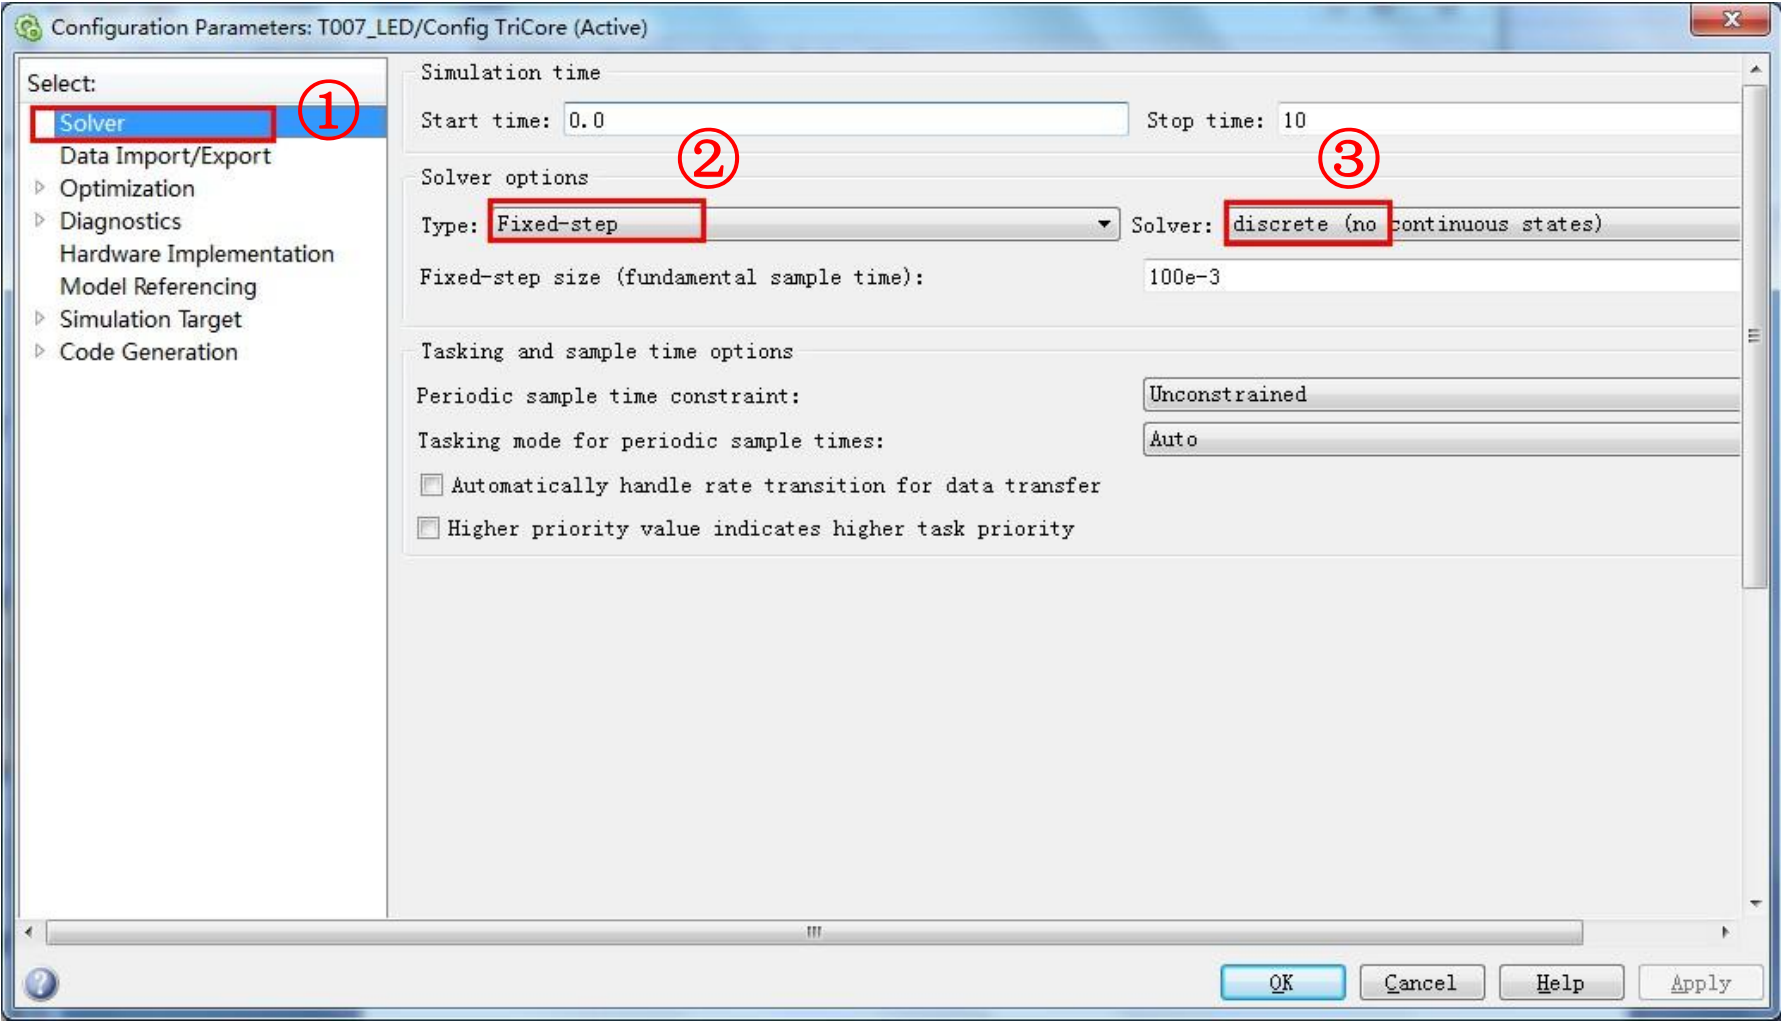 Configuration Parameters: T007_LED/Config TriCore (Active)
Select:
Solver
①
Data Import/Export
Optimization
Diagnostics
Hardware Implementation
Model Referencing
Simulation Target
Code Generation
Simulation time
Start time: 0.0 Stop time: 10
② ③
Solver options
Type: Fixed-step Solver: discrete (no continuous states)
Fixed-step size (fundamental sample time): 100e-3
Tasking and sample time options
Periodic sample time constraint: Unconstrained
Tasking mode for periodic sample times: Auto
Automatically handle rate transition for data transfer
Higher priority value indicates higher task priority
OK Cancel Help Apply